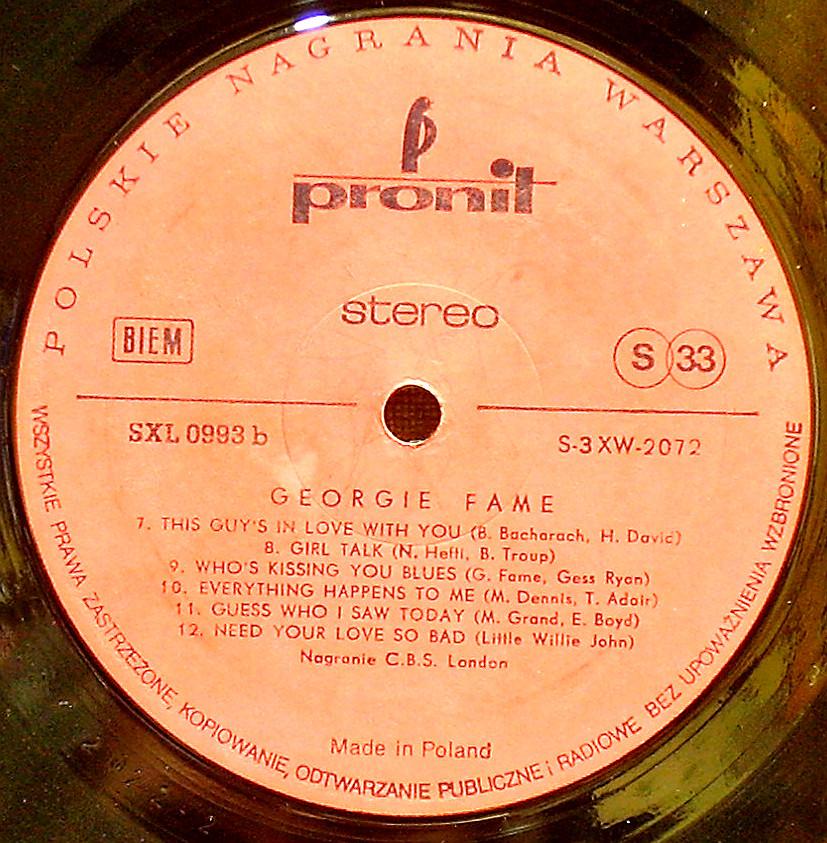 POLSKIE NAGRANIA WARSZAWA
pronit
stereo
BIEM
S 33
SXL 0993 b
S-3 XW-2072
GEORGIE FAME
7. THIS GUY'S IN LOVE WITH YOU (B. Bacharach, H. David)
8. GIRL TALK (N. Hefti, B. Troup)
9. WHO'S KISSING YOU BLUES (G. Fame, Gess Ryan)
10. EVERYTHING HAPPENS TO ME (M. Dennis, T. Adair)
11. GUESS WHO I SAW TODAY (M. Grand, E. Boyd)
12. NEED YOUR LOVE SO BAD (Little Willie John)
Nagranie C.B.S. London
Made in Poland
WSZYSTKIE PRAWA ZASTRZEŻONE, KOPIOWANIE, ODTWARZANIE PUBLICZNE i RADIOWE BEZ UPOWAŻNIENIA WZBRONIONE